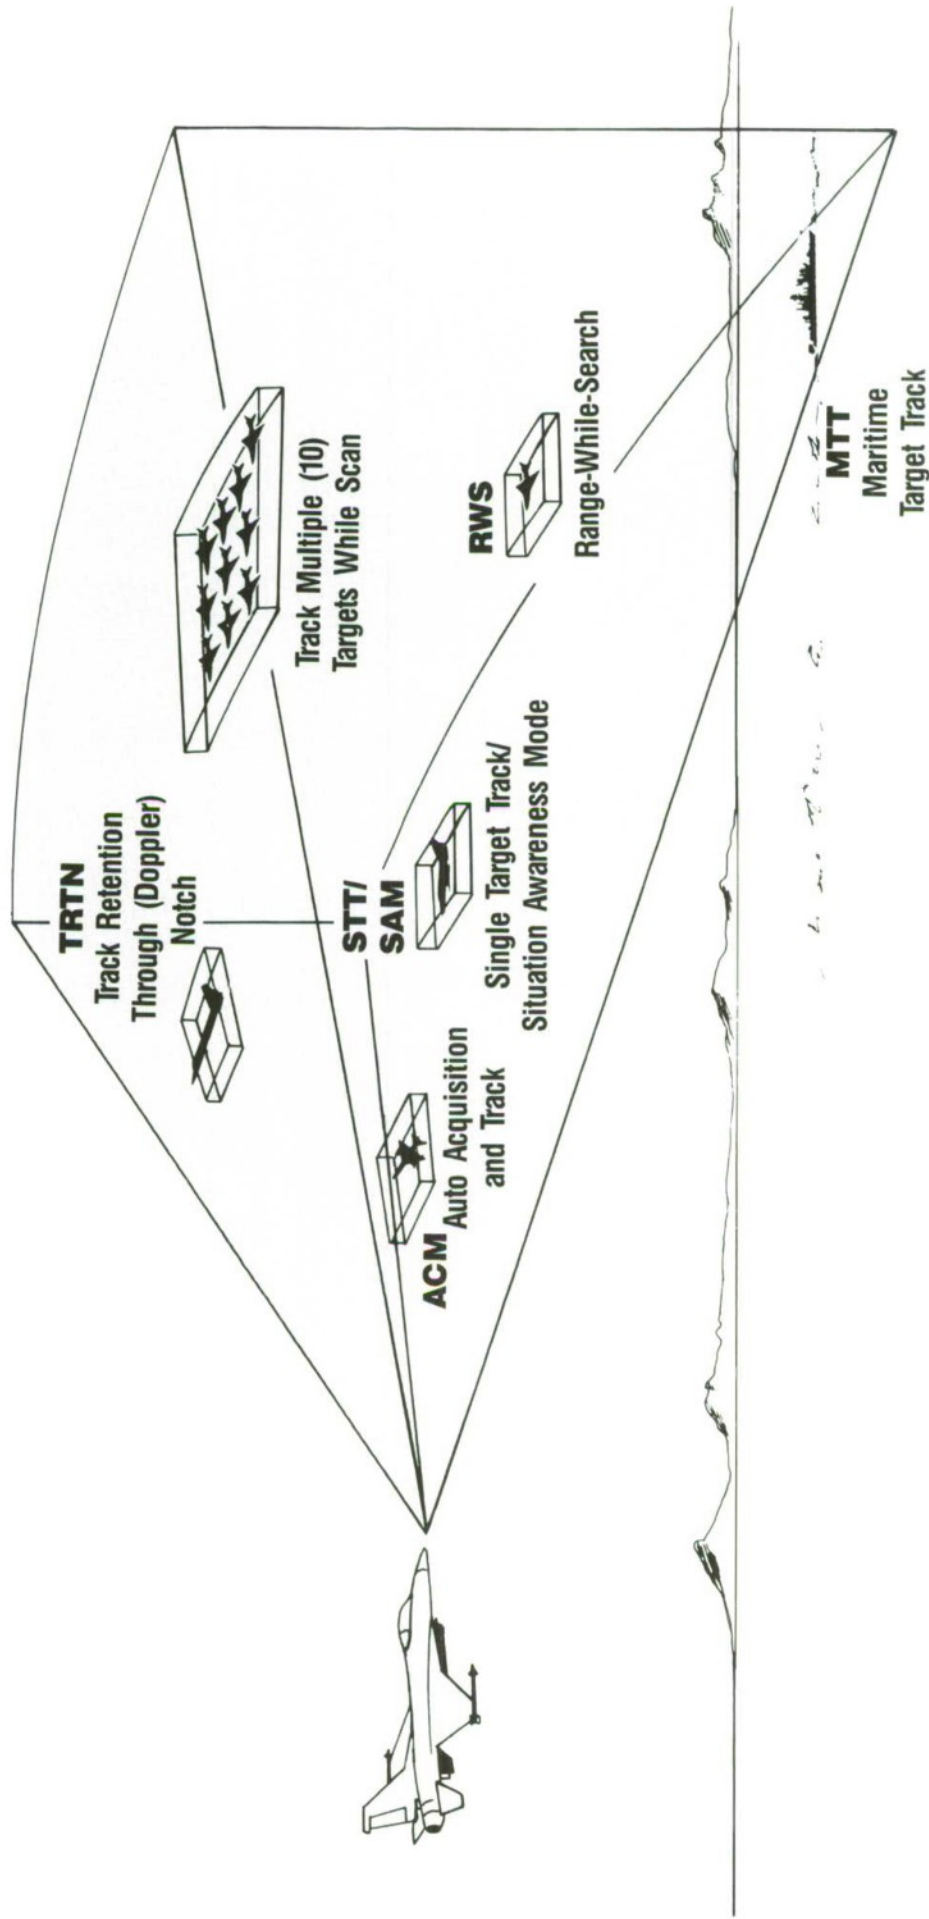 TRTN
Track Retention
Through (Doppler)
Notch
Track Multiple (10)
Targets While Scan
STT/
SAM
Single Target Track/
Situation Awareness Mode
RWS
Range-While-Search
ACM
Auto Acquisition
and Track
MTT
Maritime
Target Track